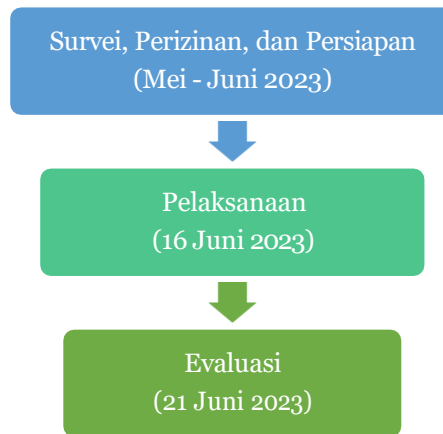 Survei, Perizinan, dan Persiapan
(Mei - Juni 2023)
Pelaksanaan
(16 Juni 2023)
Evaluasi
(21 Juni 2023)